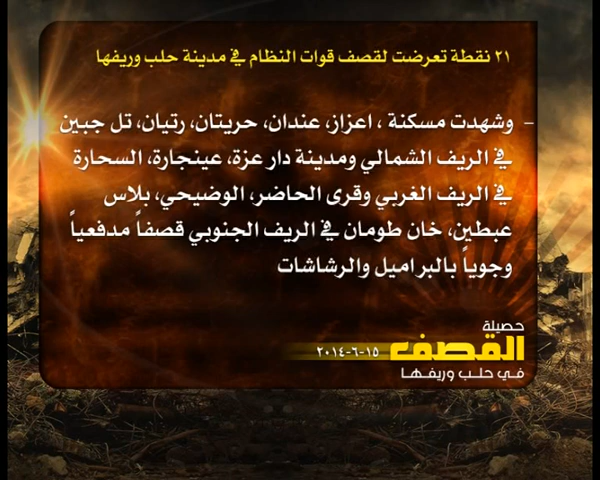 ٢١ نقطة تعرضت لقصف قوات النظام في مدينة حلب وريفها
- وشهدت مسكنة ، اعزاز، عندان، حريتان، رتيان، تل جبين
في الريف الشمالي ومدينة دار عزة، عينجارة، السحارة
في الريف الغربي وقرى الحاضر، الوضيحي، بلاس
عبطين، خان طومان في الريف الجنوبي قصفاً مدفعياً
وجوياً بالبراميل والرشاشات
حصيلة
القصف ١٥-٦-٢٠١٤
في حلب وريفها